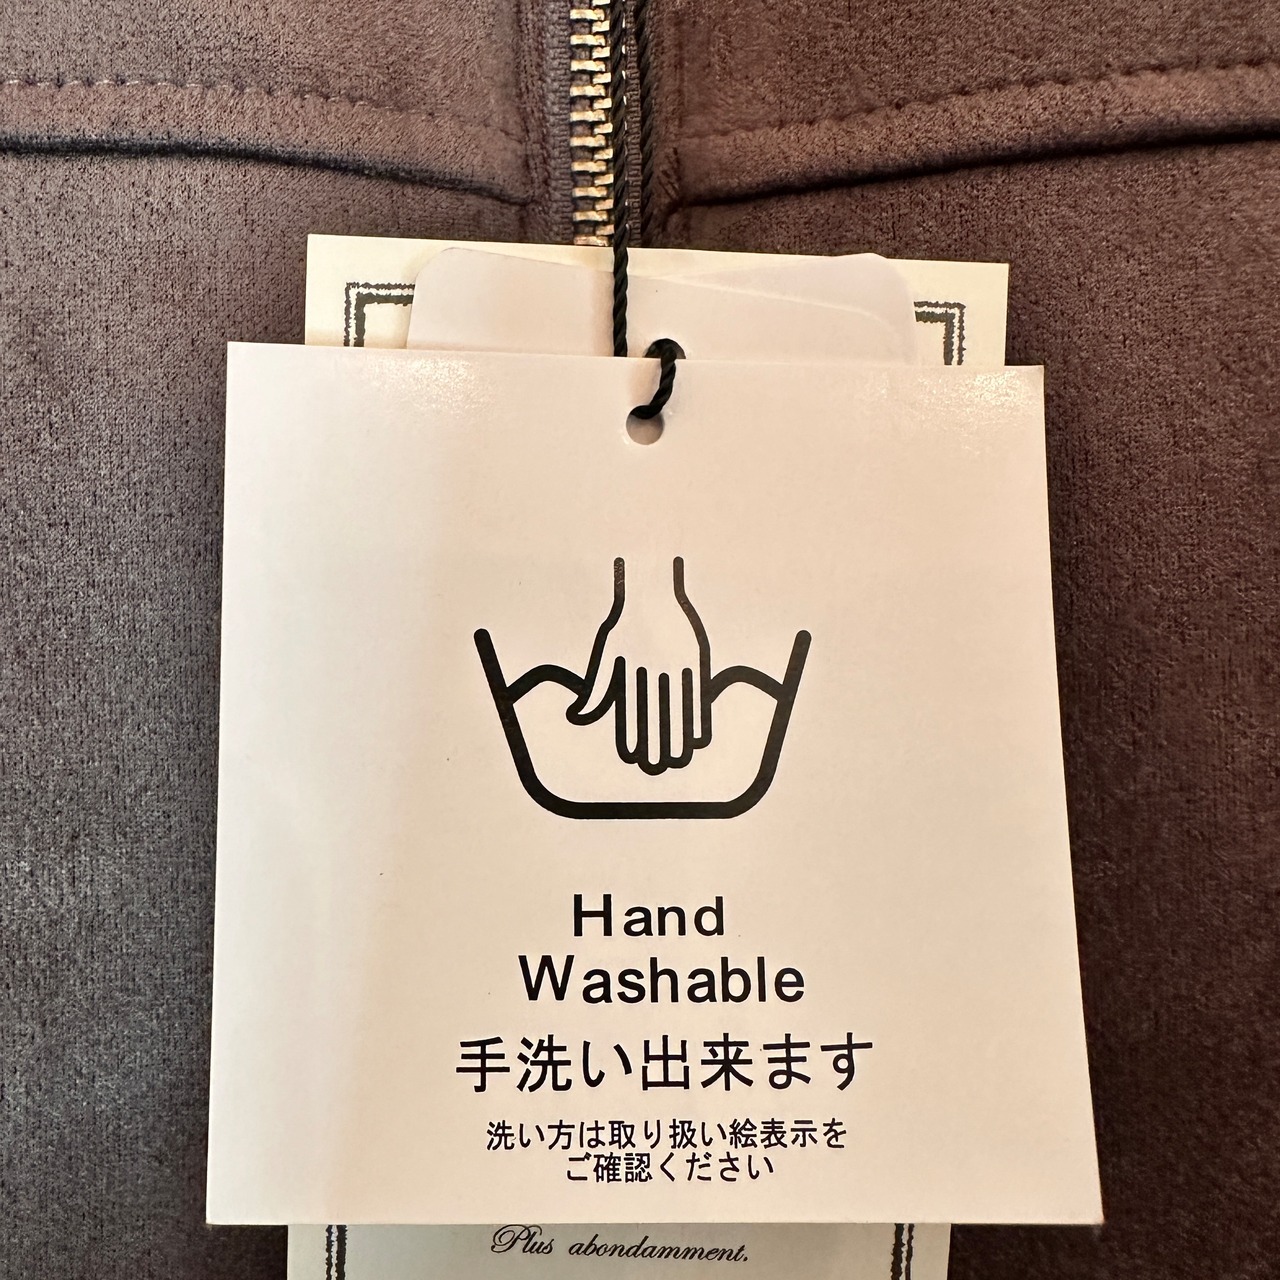 Hand
Washable
手洗い出来ます
洗い方は取り扱い絵表示を
ご確認ください
Plus abondamment.